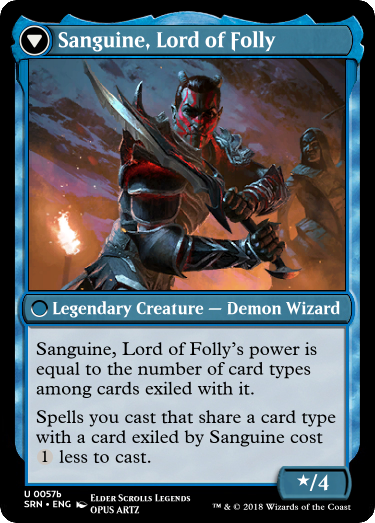 Sanguine, Lord of Folly
Legendary Creature — Demon Wizard
Sanguine, Lord of Folly's power is
equal to the number of card types
among cards exiled with it.
Spells you cast that share a card type
with a card exiled by Sanguine cost
1 less to cast.
★/4
U 0057b
SRN • ENG ELDER SCROLLS LEGENDS
OPUS ARTZ
™ & © 2018 Wizards of the Coast